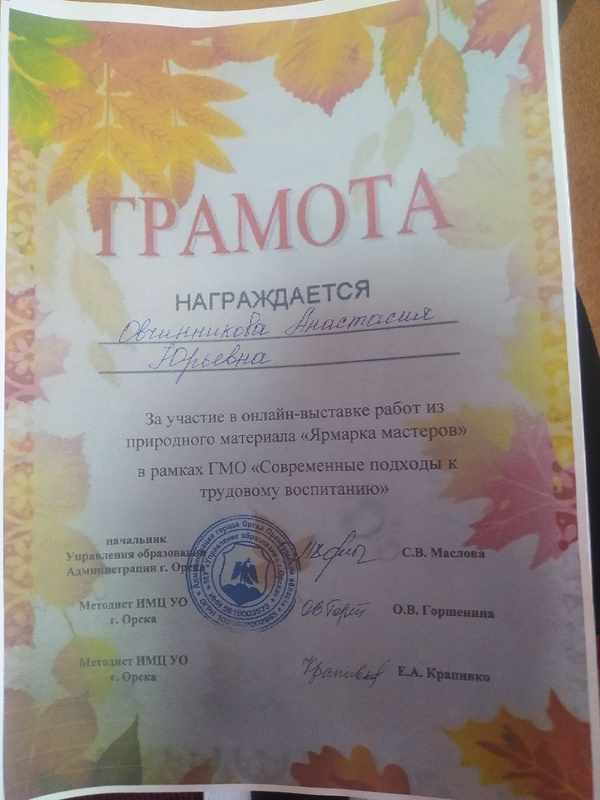 ГРАМОТА
НАГРАЖДАЕТСЯ
Овчинникова Анастасия
Юрьевна
За участие в онлайн-выставке работ из
природного материала «Ярмарка мастеров»
в рамках ГМО «Современные подходы к
трудовому воспитанию»
начальник
Управления образования
Администрации г. Орска
С.В. Маслова
Методист ИМЦ УО
г. Орска
О.В. Горшенина
Методист ИМЦ УО
г. Орска
Е.А. Крапивко